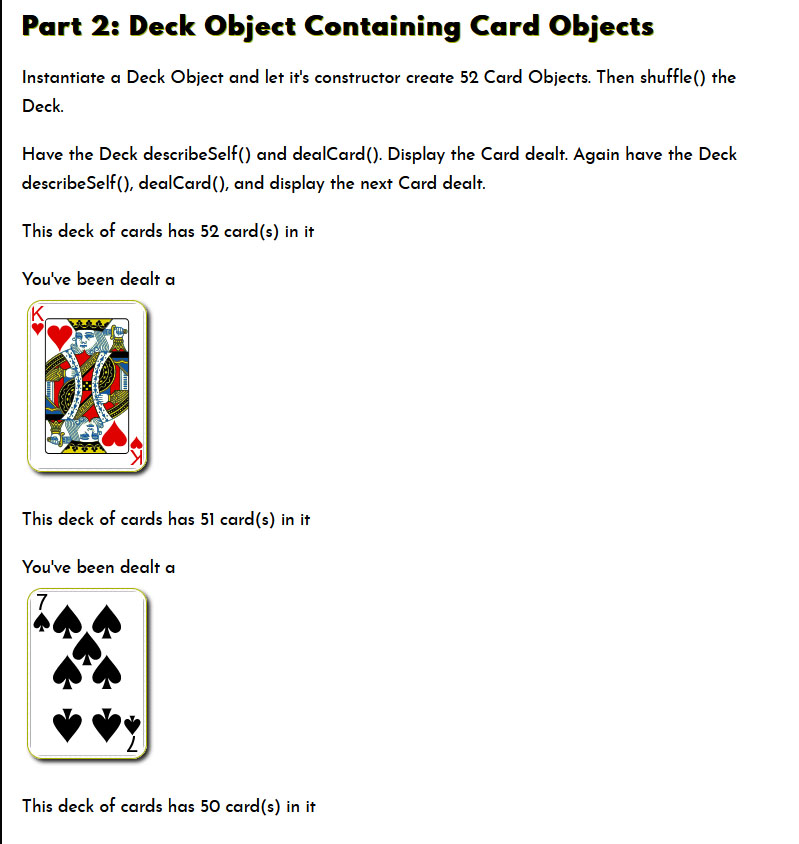 Part 2: Deck Object Containing Card Objects
Instantiate a Deck Object and let it's constructor create 52 Card Objects. Then shuffle() the
Deck.
Have the Deck describeSelf() and dealCard(). Display the Card dealt. Again have the Deck
describeSelf(), dealCard(), and display the next Card dealt.
This deck of cards has 52 card(s) in it
You've been dealt a
K
K
This deck of cards has 51 card(s) in it
You've been dealt a
7
7
This deck of cards has 50 card(s) in it